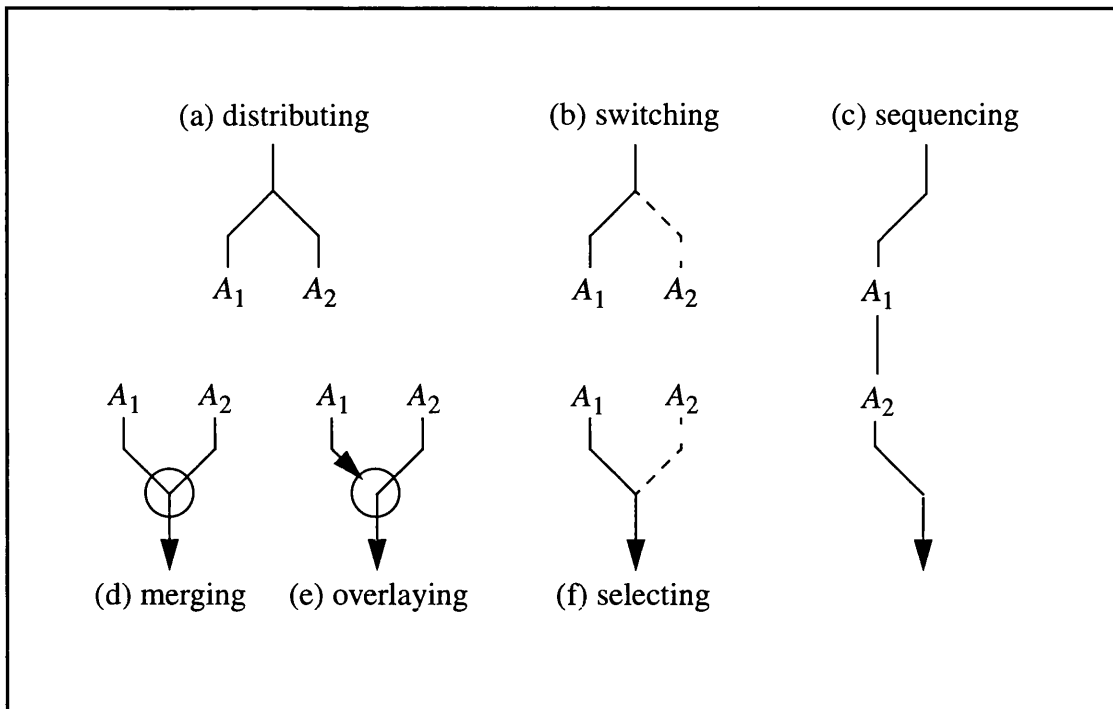 (a) distributing (b) switching (c) sequencing
A1 A2 A1 A2 A1
A1 A2 A1 A2 A1 A2 A2
(d) merging (e) overlaying (f) selecting